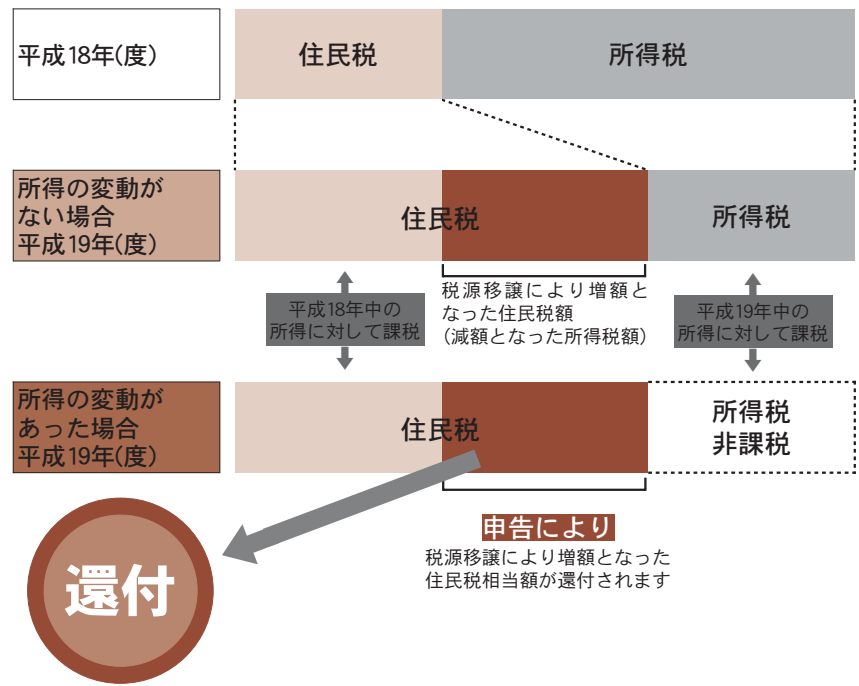 平成18年(度)
住民税
所得税
所得の変動が
ない場合
平成19年(度)
住民税
所得税
平成18年中の
所得に対して課税
税源移譲により増額と
なった住民税額
(減額となった所得税額)
平成19年中の
所得に対して課税
所得の変動が
あった場合
平成19年(度)
住民税
所得税
非課税
還付
申告により
税源移譲により増額となった
住民税相当額が還付されます